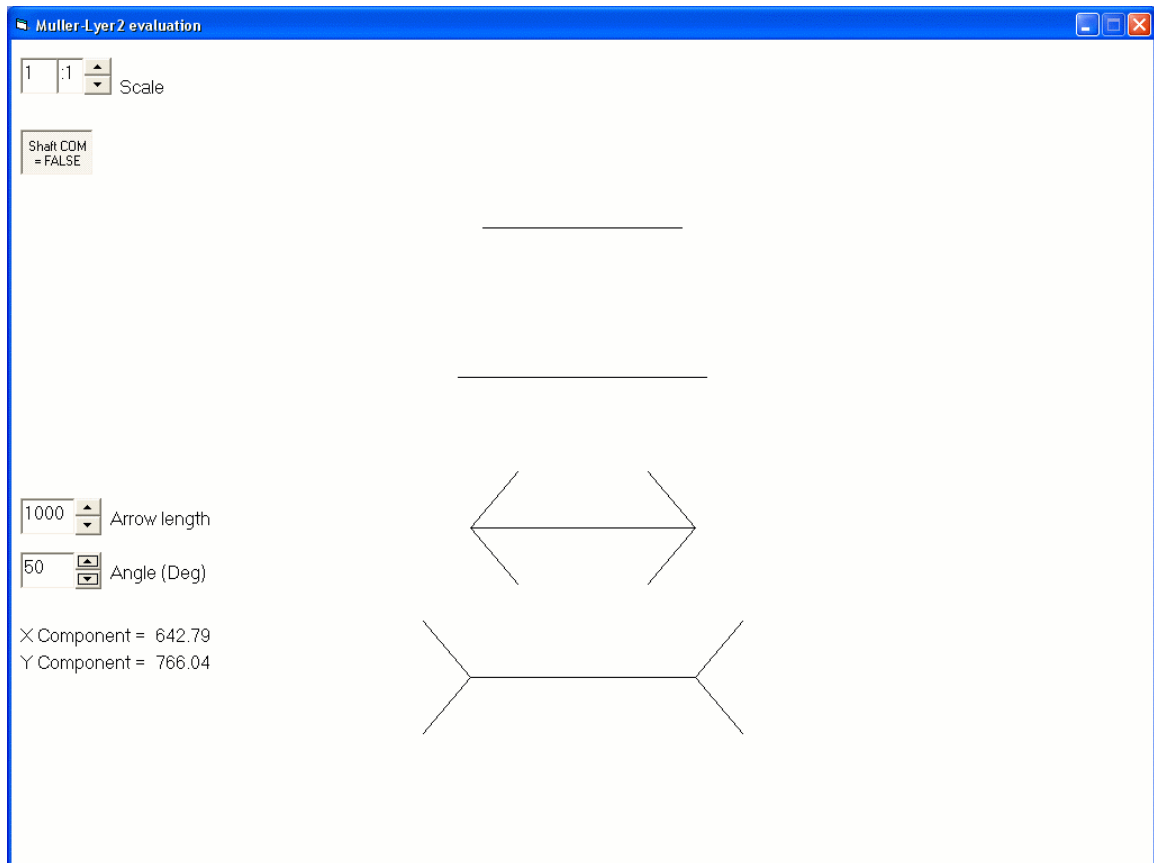 Muller-Lyer2 evaluation
1 :1 Scale
Shaft COM
= FALSE
1000 Arrow length
50 Angle (Deg)
X Component = 642.79
Y Component = 766.04